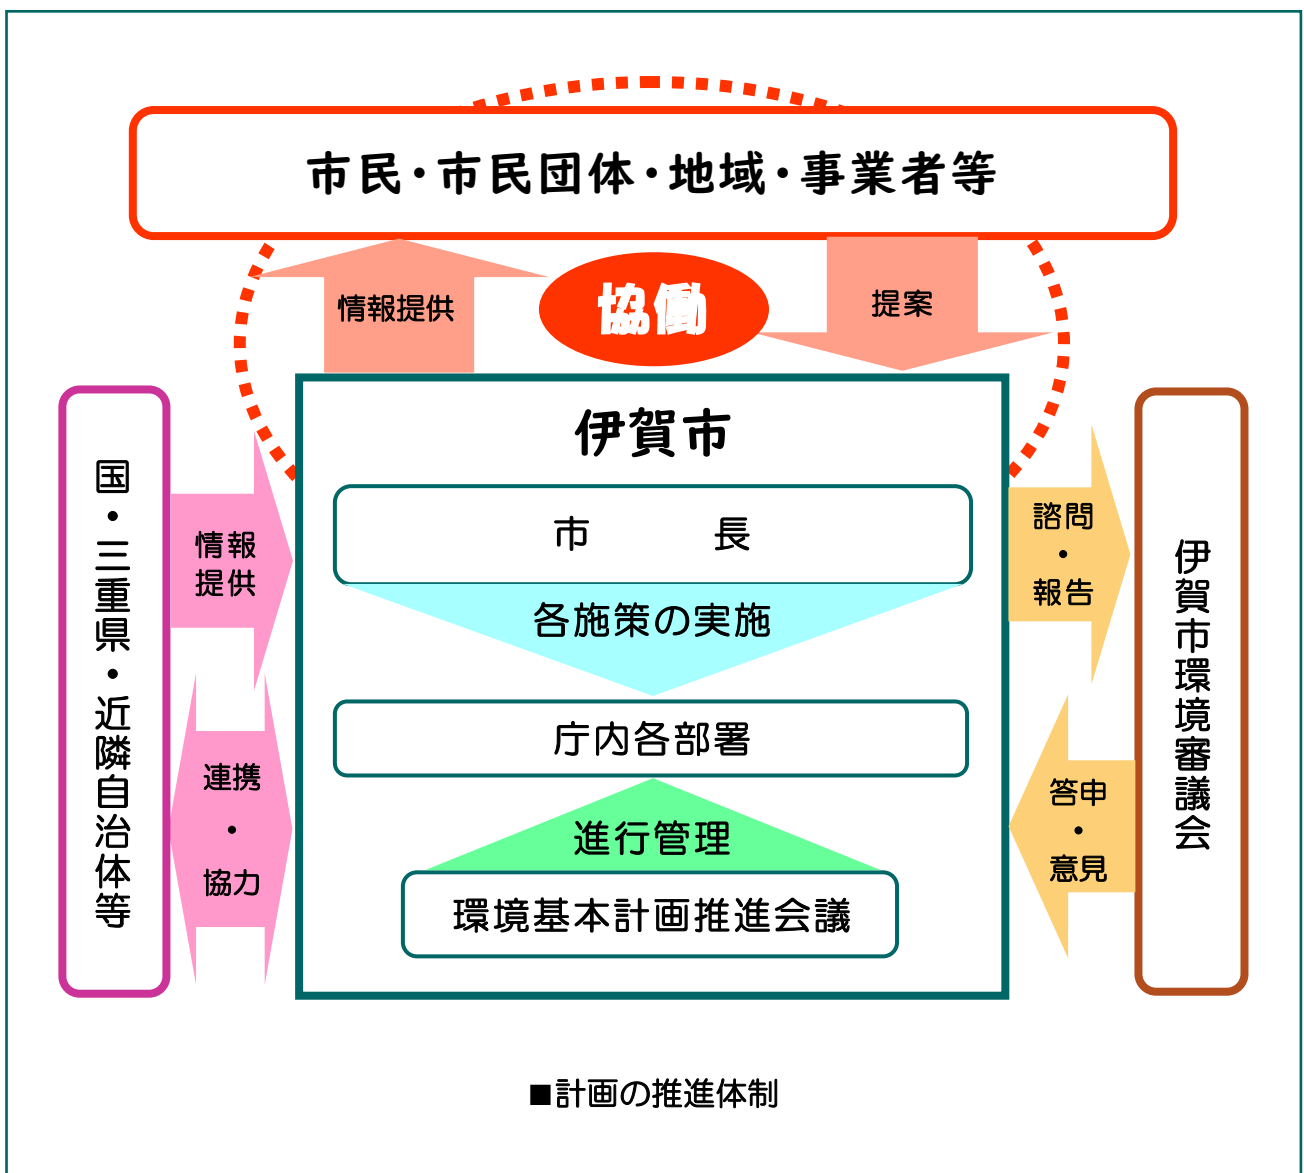 市民・市民団体・地域・事業者等
情報提供
協働
提案
伊賀市
国・三重県・近隣自治体等
情報
提供
連携
・
協力
市　長
各施策の実施
庁内各部署
進行管理
環境基本計画推進会議
諮問
・
報告
答申
・
意見
伊賀市環境審議会
■計画の推進体制